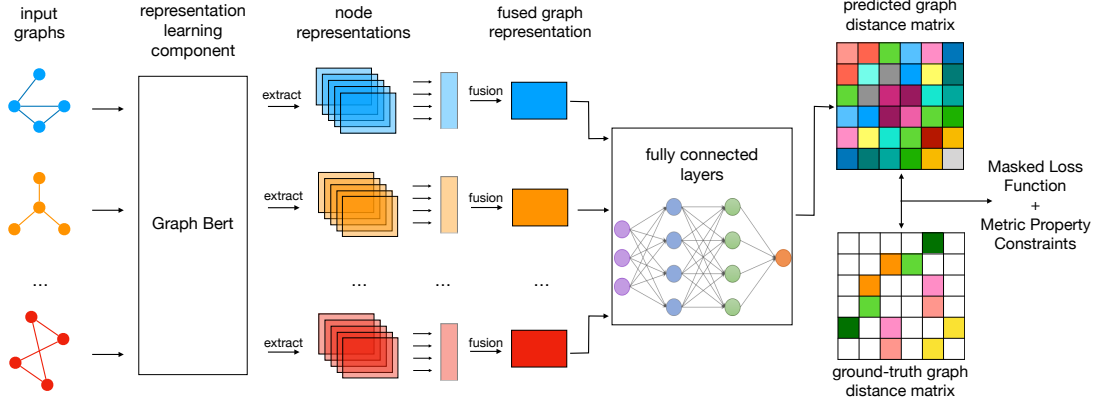 input
graphs
representation
learning
component
node
representations
fused graph
representation
predicted graph
distance matrix
extract
fusion
extract
fusion
Graph Bert
fully connected
layers
Masked Loss
Function
+
Metric Property
Constraints
...
...
...
...
extract
fusion
ground-truth graph
distance matrix